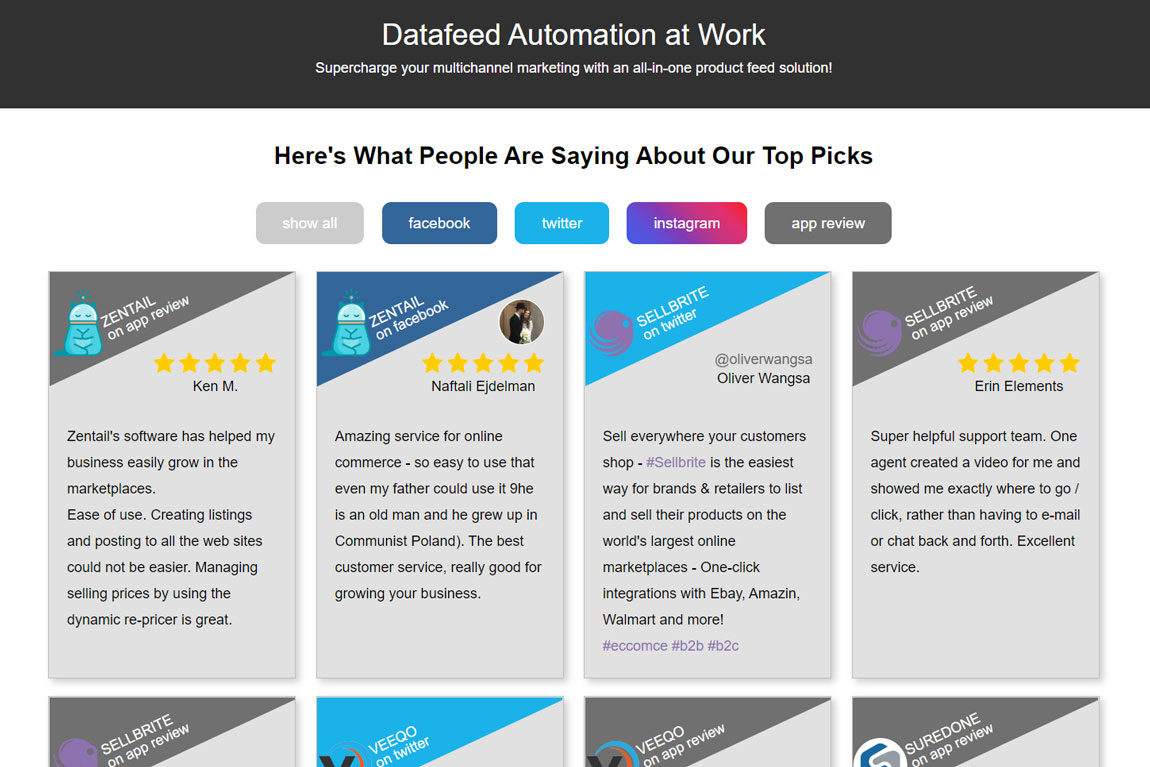 Datafeed Automation at Work
Supercharge your multichannel marketing with an all-in-one product feed solution!
Here's What People Are Saying About Our Top Picks
show all
facebook
twitter
instagram
app review
ZENTAIL
on app review
Ken M.
Zentail's software has helped my
business easily grow in the
marketplaces.
Ease of use. Creating listings
and posting to all the web sites
could not be easier. Managing
selling prices by using the
dynamic re-pricer is great.
ZENTAIL
on facebook
Naftali Ejdelman
Amazing service for online
commerce - so easy to use that
even my father could use it 9he
is an old man and he grew up in
Communist Poland). The best
customer service, really good for
growing your business.
SELLBRITE
on twitter
@oliverwangsa
Oliver Wangsa
Sell everywhere your customers
shop - #Sellbrite is the easiest
way for brands & retailers to list
and sell their products on the
world's largest online
marketplaces - One-click
integrations with Ebay, Amazin,
Walmart and more!
#eccomce #b2b #b2c
SELLBRITE
on app review
Erin Elements
Super helpful support team. One
agent created a video for me and
showed me exactly where to go /
click, rather than having to e-mail
or chat back and forth. Excellent
service.
SELLBRITE
on app review
VEEQO
on twitter
VEEQO
on app review
SUREDONE
on app review